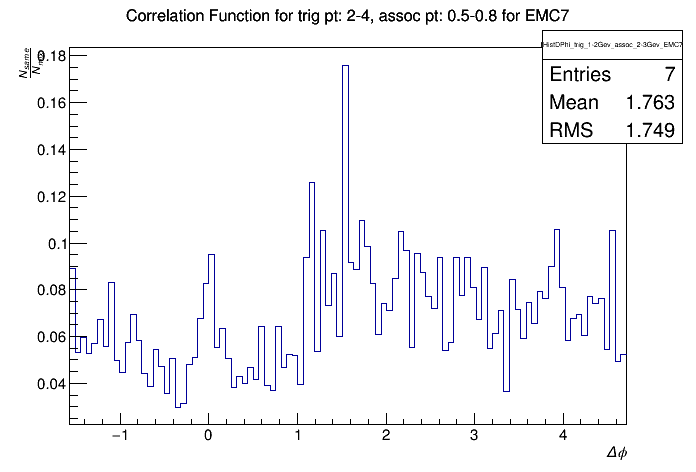 Correlation Function for trig pt: 2-4, assoc pt: 0.5-0.8 for EMC7
HistDPhi_trig_1-2Gev_assoc_2-3Gev_EMC7
Entries 7
Mean 1.763
RMS 1.749
N_same
0.18
0.16
0.14
0.12
0.1
0.08
0.06
0.04
−1 0 1 2 3 4
Δϕ